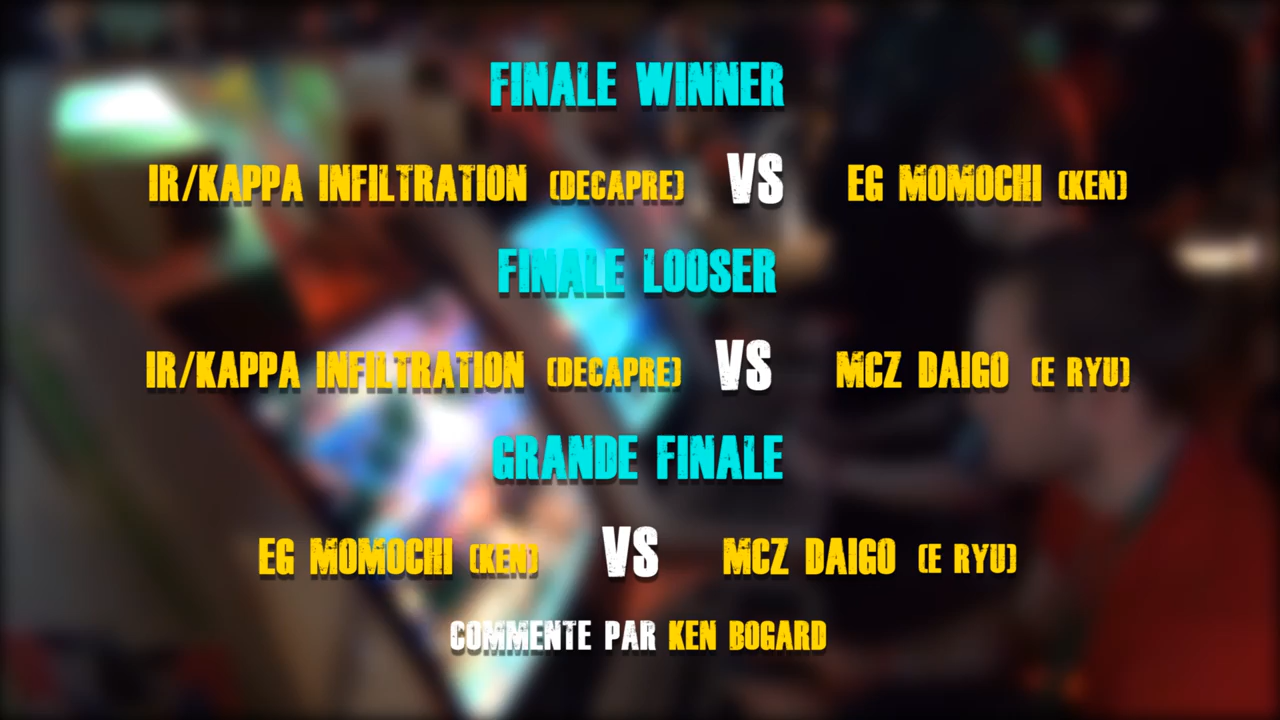 FINALE WINNER
IR/KAPPA INFILTRATION (DECAPRE) VS EG MOMOCHI (KEN)
FINALE LOOSER
IR/KAPPA INFILTRATION (DECAPRE) VS MCZ DAIGO (E RYU)
GRANDE FINALE
EG MOMOCHI (KEN) VS MCZ DAIGO (E RYU)
COMMENTE PAR KEN BOGARD